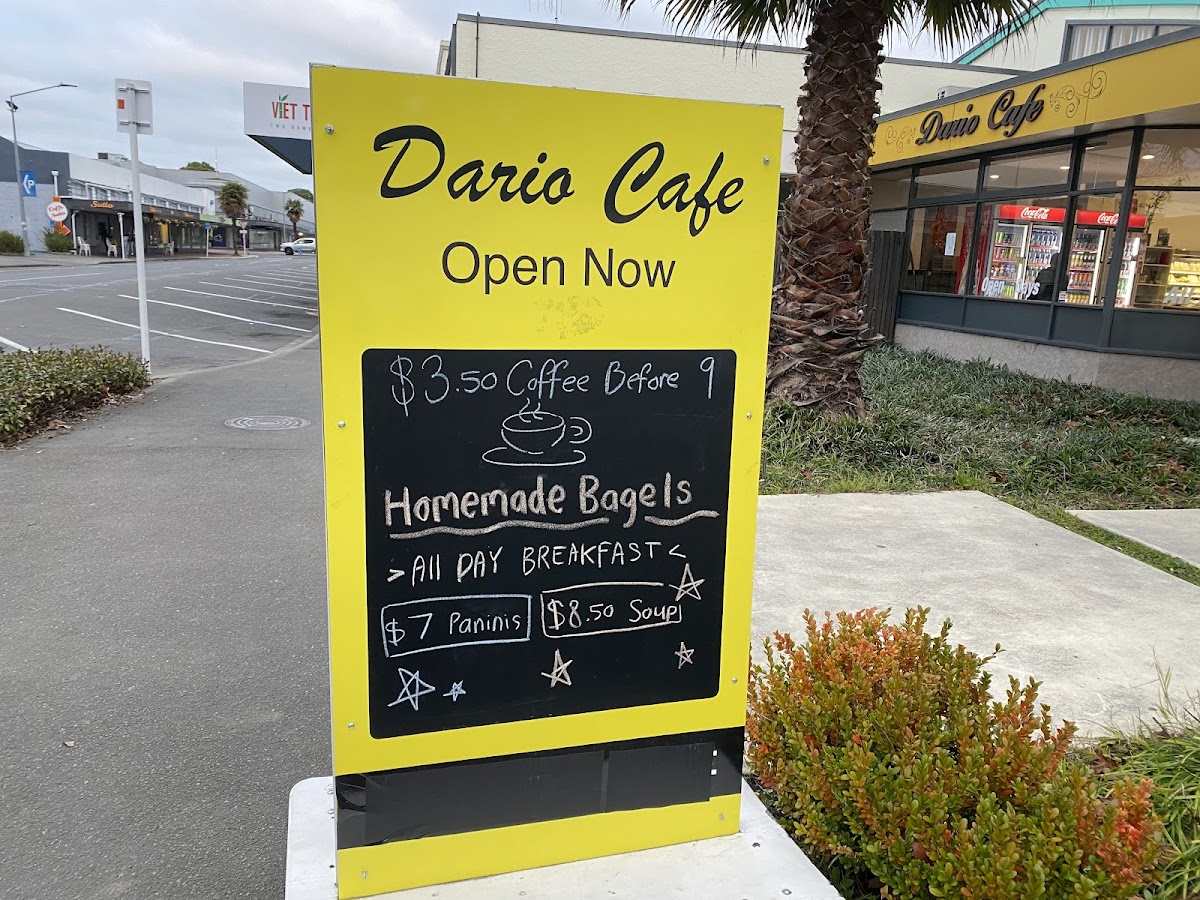 Dario Cafe
Open Now
$3.50 Coffee Before 9
Homemade Bagels
>All DAY BREAKFAST<
$7 Paninis
$8.50 Soup
VIET T
Dario Cafe
Coca-Cola
Coca-Cola
P